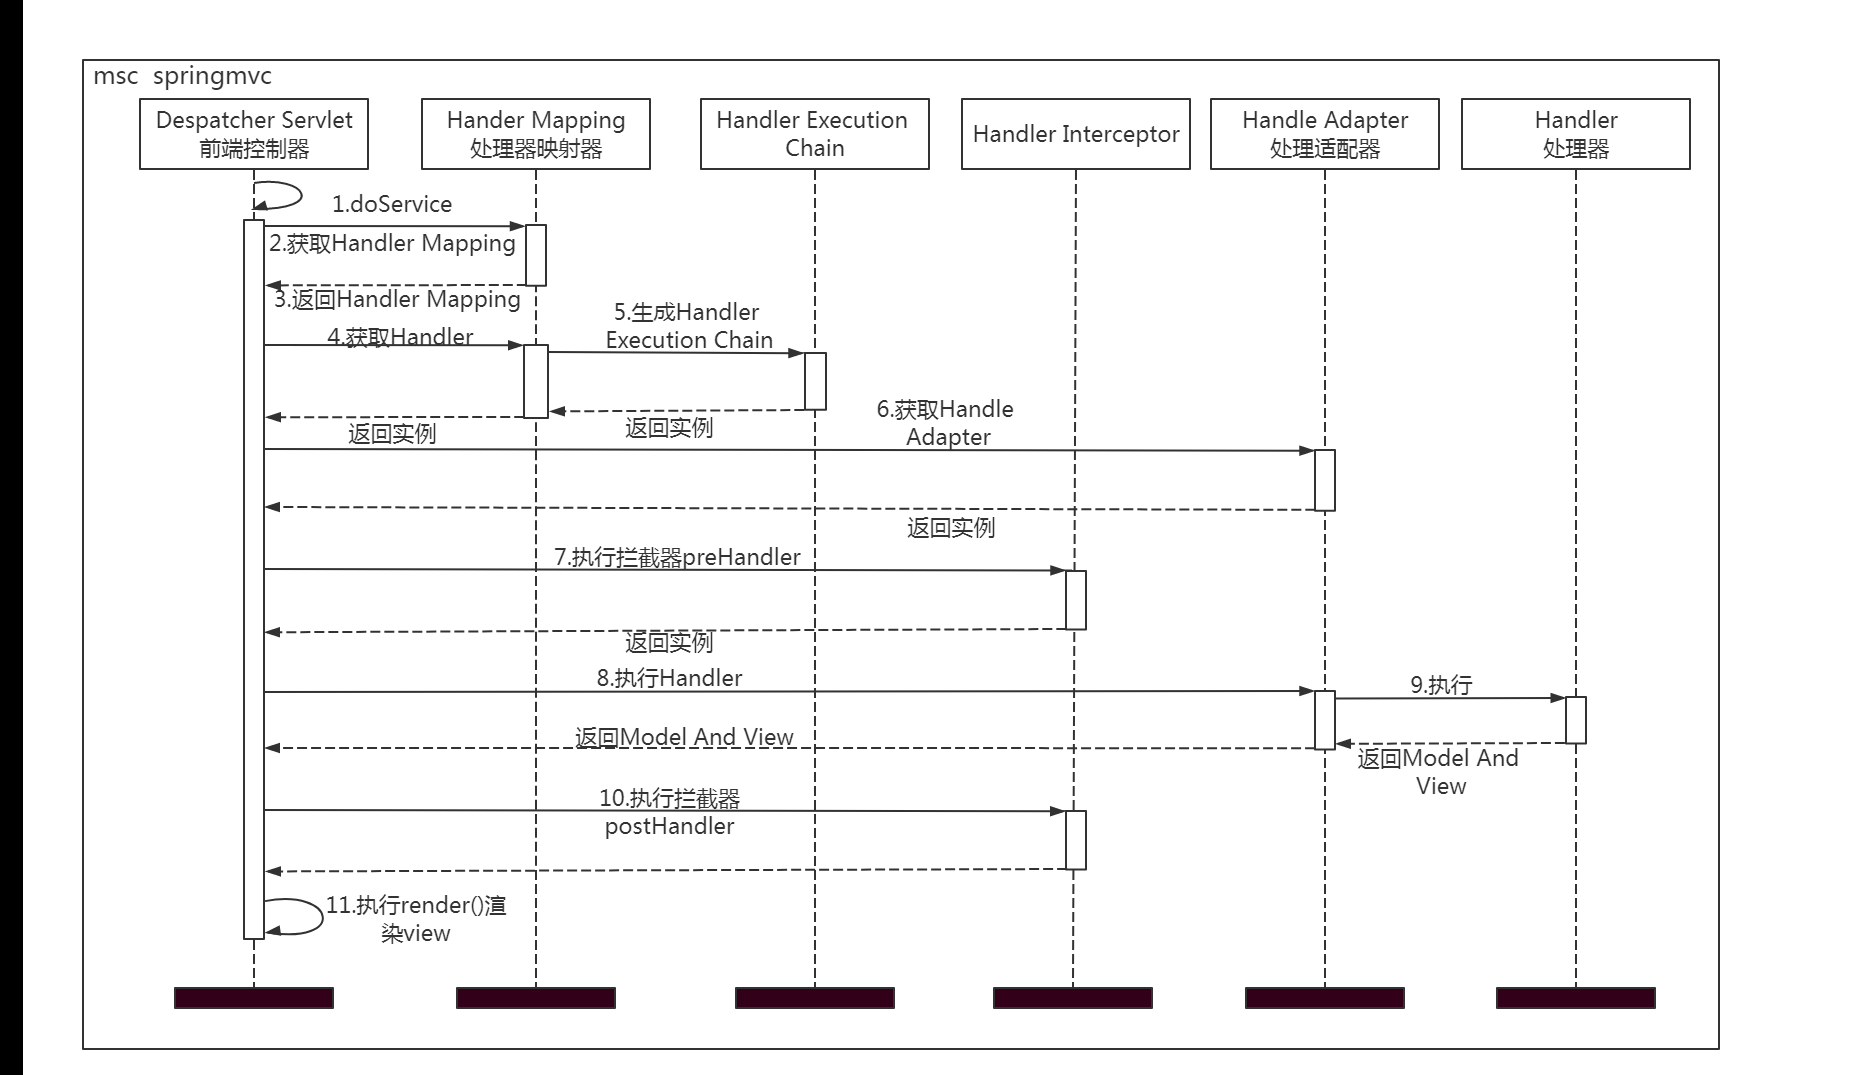 msc  springmvc
Despatcher Servlet
前端控制器
Hander Mapping
处理器映射器
Handler Execution
Chain
Handler Interceptor
Handle Adapter
处理适配器
Handler
处理器
1.doService
2.获取Handler Mapping
3.返回Handler Mapping
4.获取Handler
5.生成Handler
Execution Chain
返回实例
返回实例
6.获取Handle
Adapter
返回实例
7.执行拦截器preHandler
返回实例
8.执行Handler
9.执行
返回Model And View
返回Model And
View
10.执行拦截器
postHandler
11.执行render()渲
染view